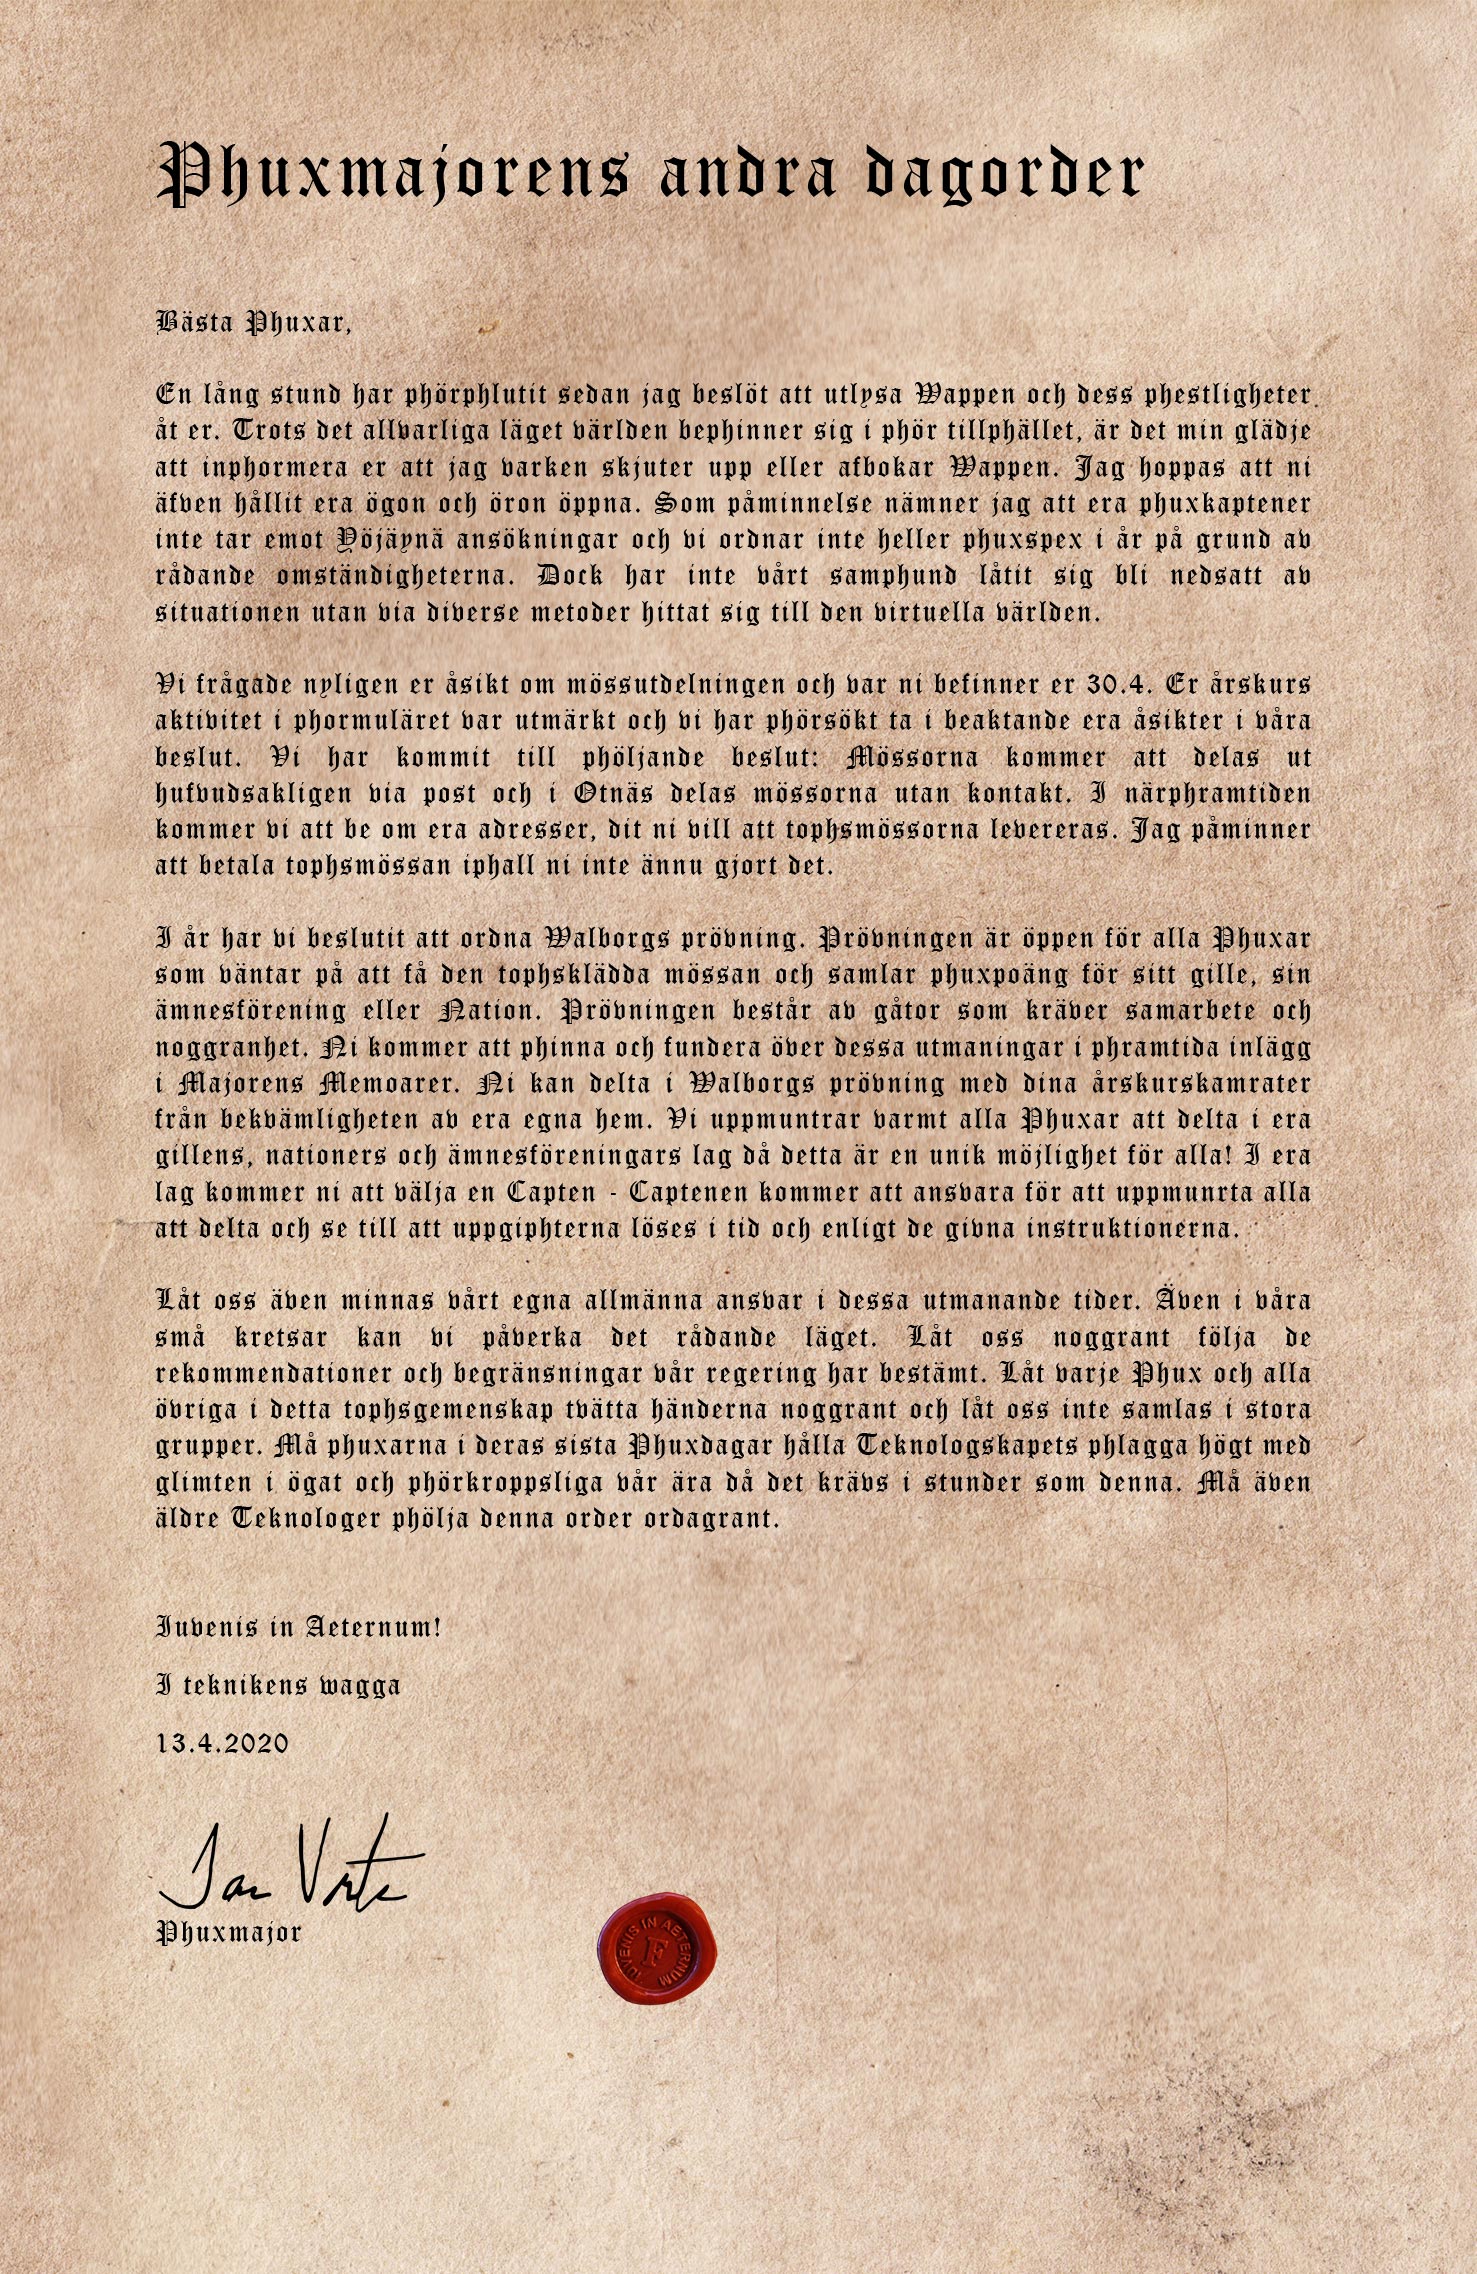 Phuxmajorens andra dagorder
Bästa Phuxar,
En lång stund har phörphlutit sedan jag beslöt att utlysa Wappen och dess phestligheter
åt er. Trots det allvarliga läget världen bephinner sig i phör tillphället, är det min glädje
att inphormera er att jag varken skjuter upp eller afbokar Wappen. Jag hoppas att ni
äfven hållit era ögon och öron öppna. Som påminnelse nämner jag att era phuxkaptener
inte tar emot Yöjäynä ansökningar och vi ordnar inte heller phuxspex i år på grund av
rådande omständigheterna. Dock har inte vårt samphund låtit sig bli nedsatt av
situationen utan via diverse metoder hittat sig till den virtuella världen.
Vi frågade nyligen er åsikt om mössutdelningen och var ni befinner er 30.4. Er årskurs
aktivitet i phormuläret var utmärkt och vi har phörsökt ta i beaktande era åsikter i våra
beslut. Vi har kommit till phöljande beslut: Mössorna kommer att delas ut
hufvudsakligen via post och i Otnäs delas mössorna utan kontakt. I närphramtiden
kommer vi att be om era adresser, dit ni vill att tophsmössorna levereras. Jag påminner
att betala tophsmössan iphall ni inte ännu gjort det.
I år har vi beslutit att ordna Walborgs prövning. Prövningen är öppen för alla Phuxar
som väntar på att få den tophsklädda mössan och samlar phuxpoäng för sitt gille, sin
ämnesförening eller Nation. Prövningen består av gåtor som kräver samarbete och
noggranhet. Ni kommer att phinna och fundera över dessa utmaningar i phramtida inlägg
i Majorens Memoarer. Ni kan delta i Walborgs prövning med dina årskurskamrater
från bekvämligheten av era egna hem. Vi uppmuntrar varmt alla Phuxar att delta i era
gillens, nationers och ämnesföreningars lag då detta är en unik möjlighet för alla! I era
lag kommer ni att välja en Capten - Captenen kommer att ansvara för att uppmunrta alla
att delta och se till att uppgiphterna löses i tid och enligt de givna instruktionerna.
Låt oss även minnas vårt egna allmänna ansvar i dessa utmanande tider. Även i våra
små kretsar kan vi påverka det rådande läget. Låt oss noggrant följa de
rekommendationer och begränsningar vår regering har bestämt. Låt varje Phux och alla
övriga i detta tophsgemenskap tvätta händerna noggrant och låt oss inte samlas i stora
grupper. Må phuxarna i deras sista Phuxdagar hålla Teknologskapets phlagga högt med
glimten i ögat och phörkroppsliga vår ära då det krävs i stunder som denna. Må även
äldre Teknologer phölja denna order ordagrant.
Iuvenis in Aeternum!
I teknikens wagga
13.4.2020
Phuxmajor
IUVENIS IN AETERNUM
F